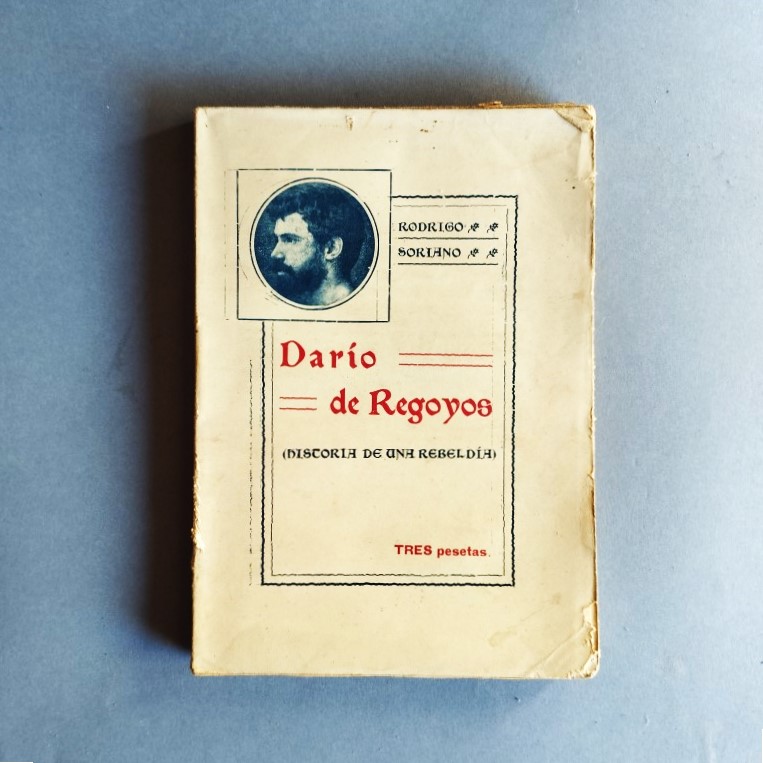 RODRIGO
SORIANO
Darío
de Regoyos
(HISTORIA DE UNA REBELDÍA)
TRES pesetas.